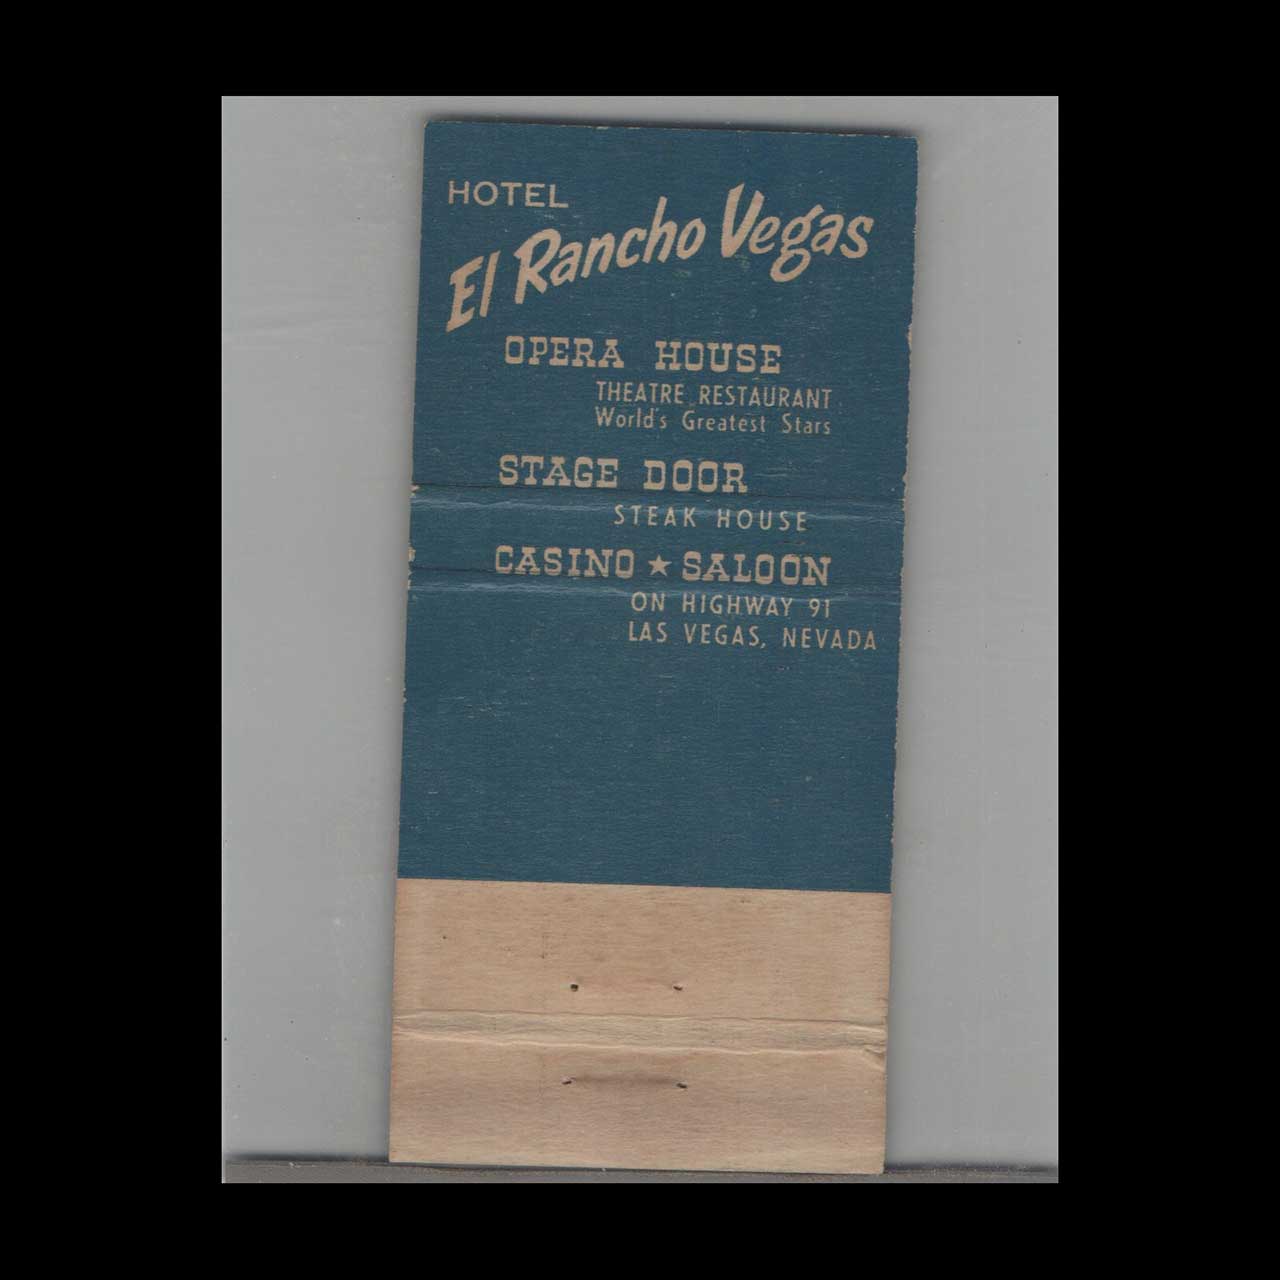 HOTEL
El Rancho Vegas
OPERA HOUSE
THEATRE RESTAURANT
World's Greatest Stars
STAGE DOOR
STEAK HOUSE
CASINO ★ SALOON
ON HIGHWAY 91
LAS VEGAS, NEVADA